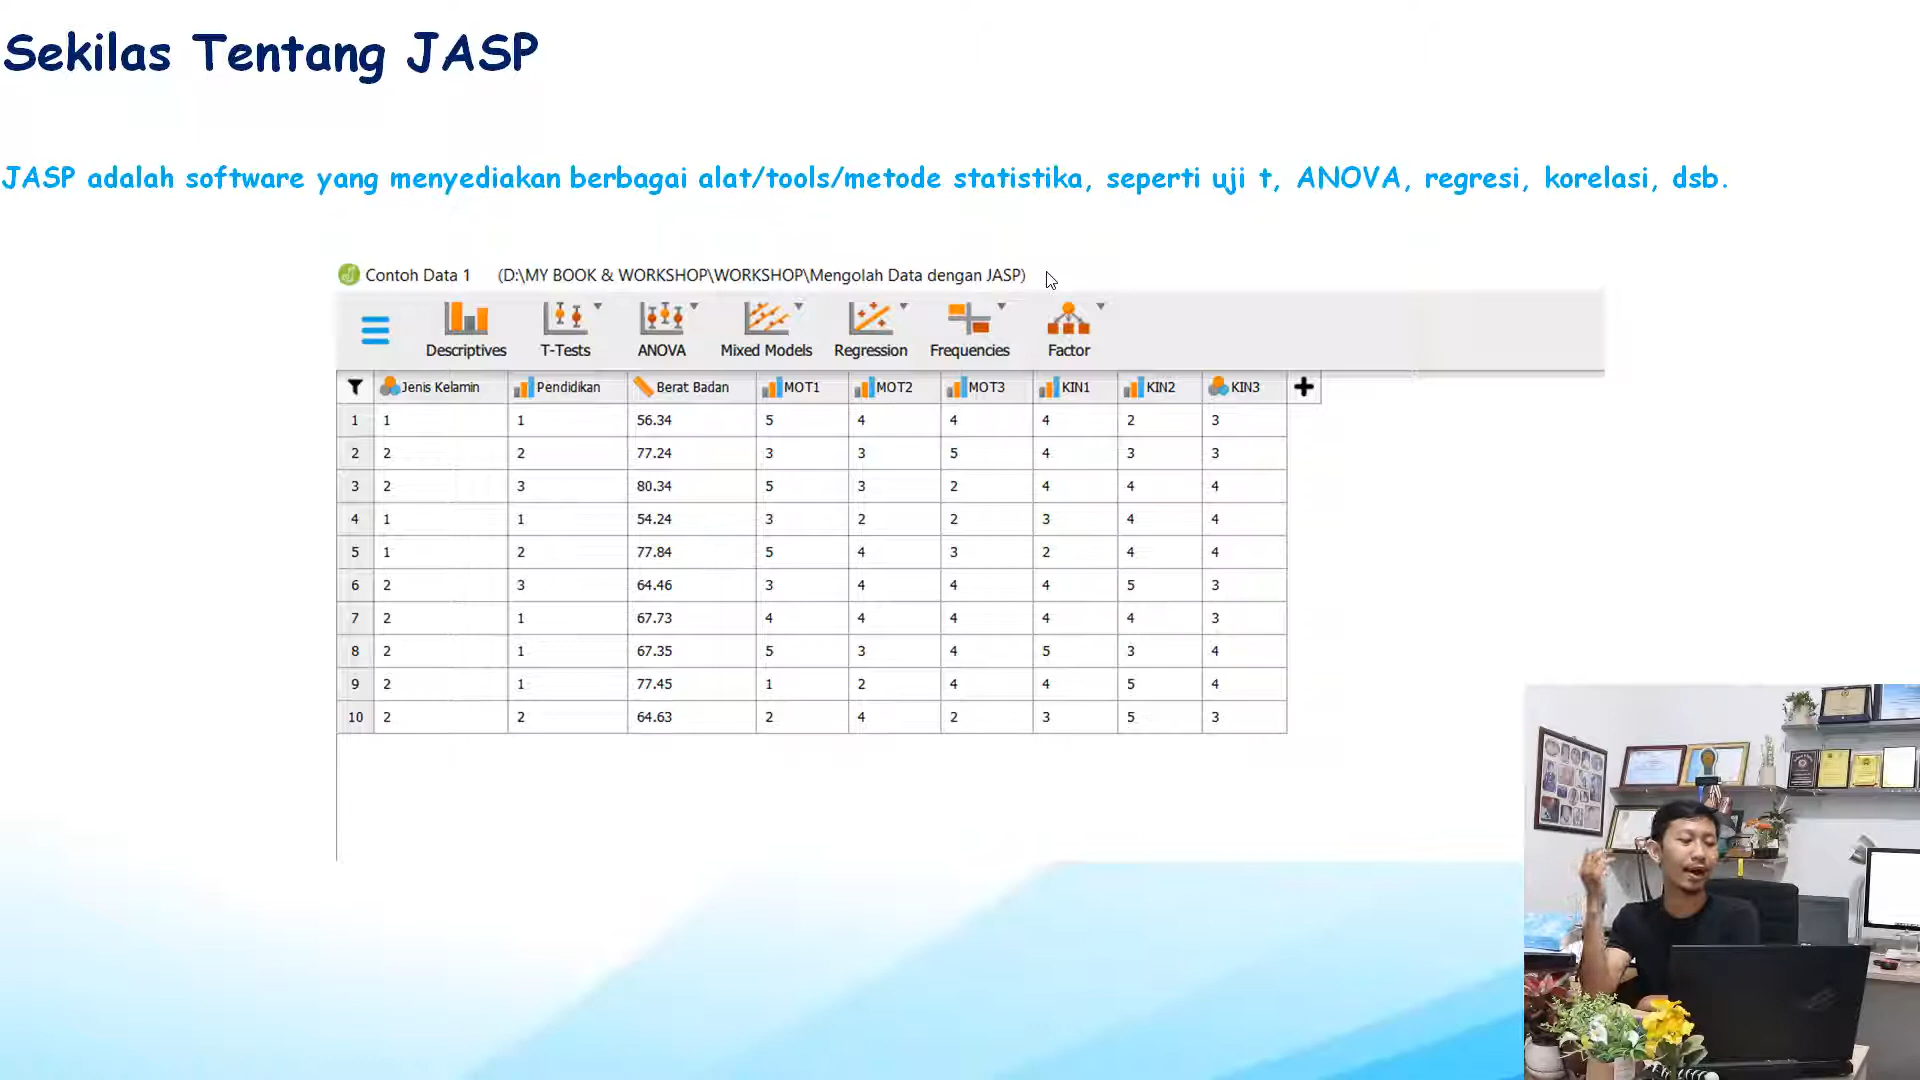 Sekilas Tentang JASP
JASP adalah software yang menyediakan berbagai alat/tools/metode statistika, seperti uji t, ANOVA, regresi, korelasi, dsb.
Contoh Data 1 (D:\MY BOOK & WORKSHOP\WORKSHOP\Mengolah Data dengan JASP)
Descriptives T-Tests ANOVA Mixed Models Regression Frequencies Factor
Jenis Kelamin Pendidikan Berat Badan MOT1 MOT2 MOT3 KIN1 KIN2 KIN3
1 1 1 56.34 5 4 4 4 2 3
2 2 2 77.24 3 3 5 4 3 3
3 2 3 80.34 5 3 2 4 4 4
4 1 1 54.24 3 2 2 3 4 4
5 1 2 77.84 5 4 3 2 4 4
6 2 3 64.46 3 4 4 4 5 3
7 2 1 67.73 4 4 4 4 4 3
8 2 1 67.35 5 3 4 5 3 4
9 2 1 77.45 1 2 4 4 5 4
10 2 2 64.63 2 4 2 3 5 3